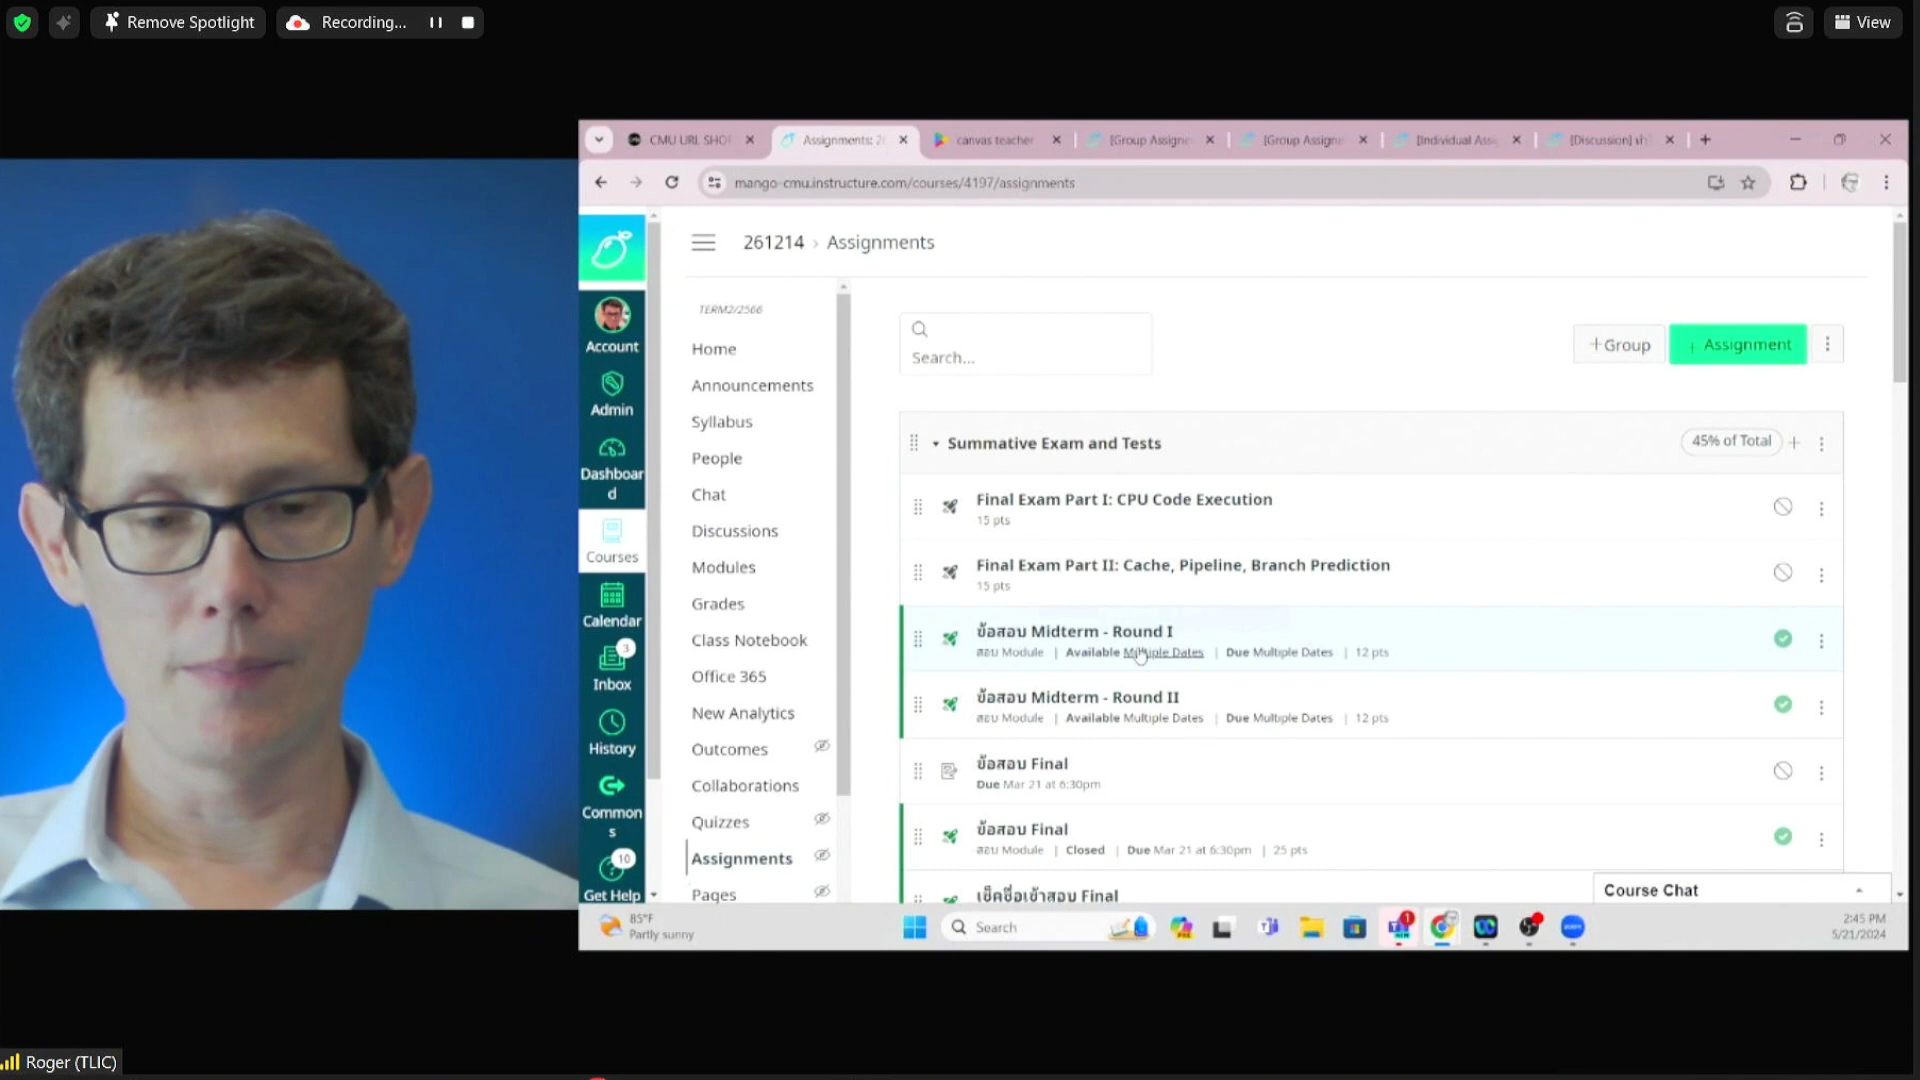 Remove Spotlight
Recording...
View
CMU URL SHO
Assignments: 2
canvas teacher
[Group Assigne
[Group Assigne
[Individual Assi
[Discussion]
mango-cmu.instructure.com/courses/4197/assignments
261214 › Assignments
Account
Admin
Dashboar
d
Courses
Calendar
3
Inbox
History
Common
s
10
Get Help
TERM2/2566
Home
Announcements
Syllabus
People
Chat
Discussions
Modules
Grades
Class Notebook
Office 365
New Analytics
Outcomes
Collaborations
Quizzes
Assignments
Pages
Search...
+Group
+ Assignment
Summative Exam and Tests
45% of Total
Final Exam Part I: CPU Code Execution
15 pts
Final Exam Part II: Cache, Pipeline, Branch Prediction
15 pts
ข้อสอบ Midterm - Round I
สอบ Module | Available Multiple Dates | Due Multiple Dates | 12 pts
ข้อสอบ Midterm - Round II
สอบ Module | Available Multiple Dates | Due Multiple Dates | 12 pts
ข้อสอบ Final
Due Mar 21 at 6:30pm
ข้อสอบ Final
สอบ Module | Closed | Due Mar 21 at 6:30pm | 25 pts
เช็คชื่อเข้าสอบ Final
Course Chat
85°F
Partly sunny
Search
1
2:45 PM
5/21/2024
Roger (TLIC)